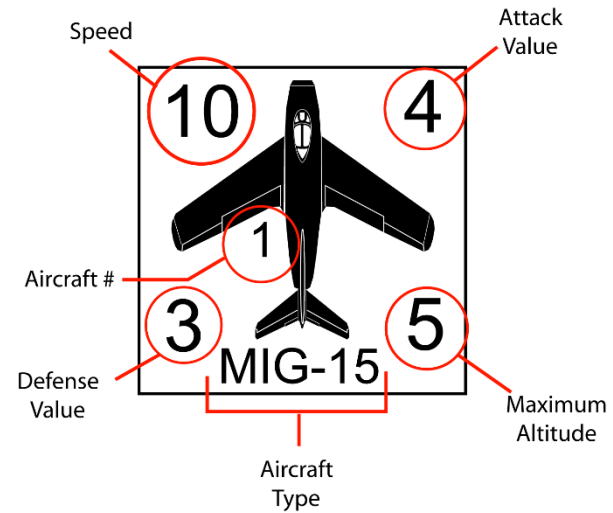 Speed
Attack
Value
10
4
1
Aircraft #
3
5
MIG-15
Defense
Value
Maximum
Altitude
Aircraft
Type